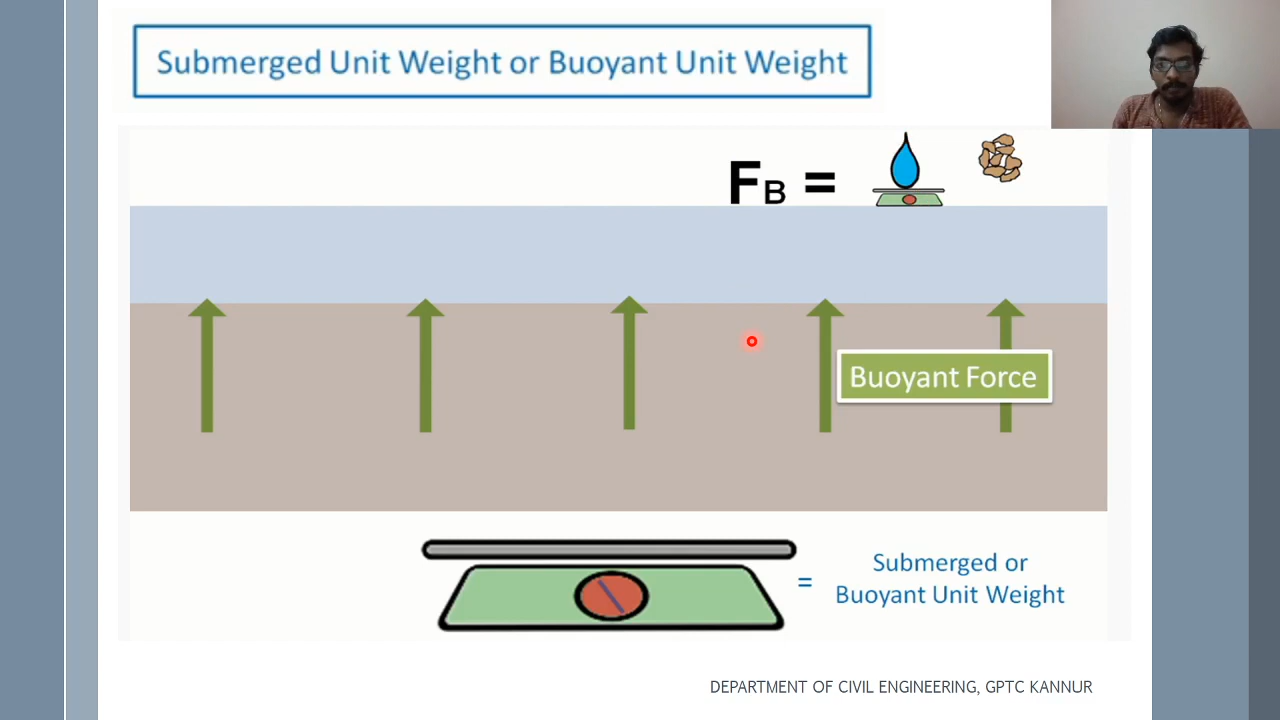 Submerged Unit Weight or Buoyant Unit Weight
FB =
Buoyant Force
= Submerged or
Buoyant Unit Weight
DEPARTMENT OF CIVIL ENGINEERING, GPTC KANNUR